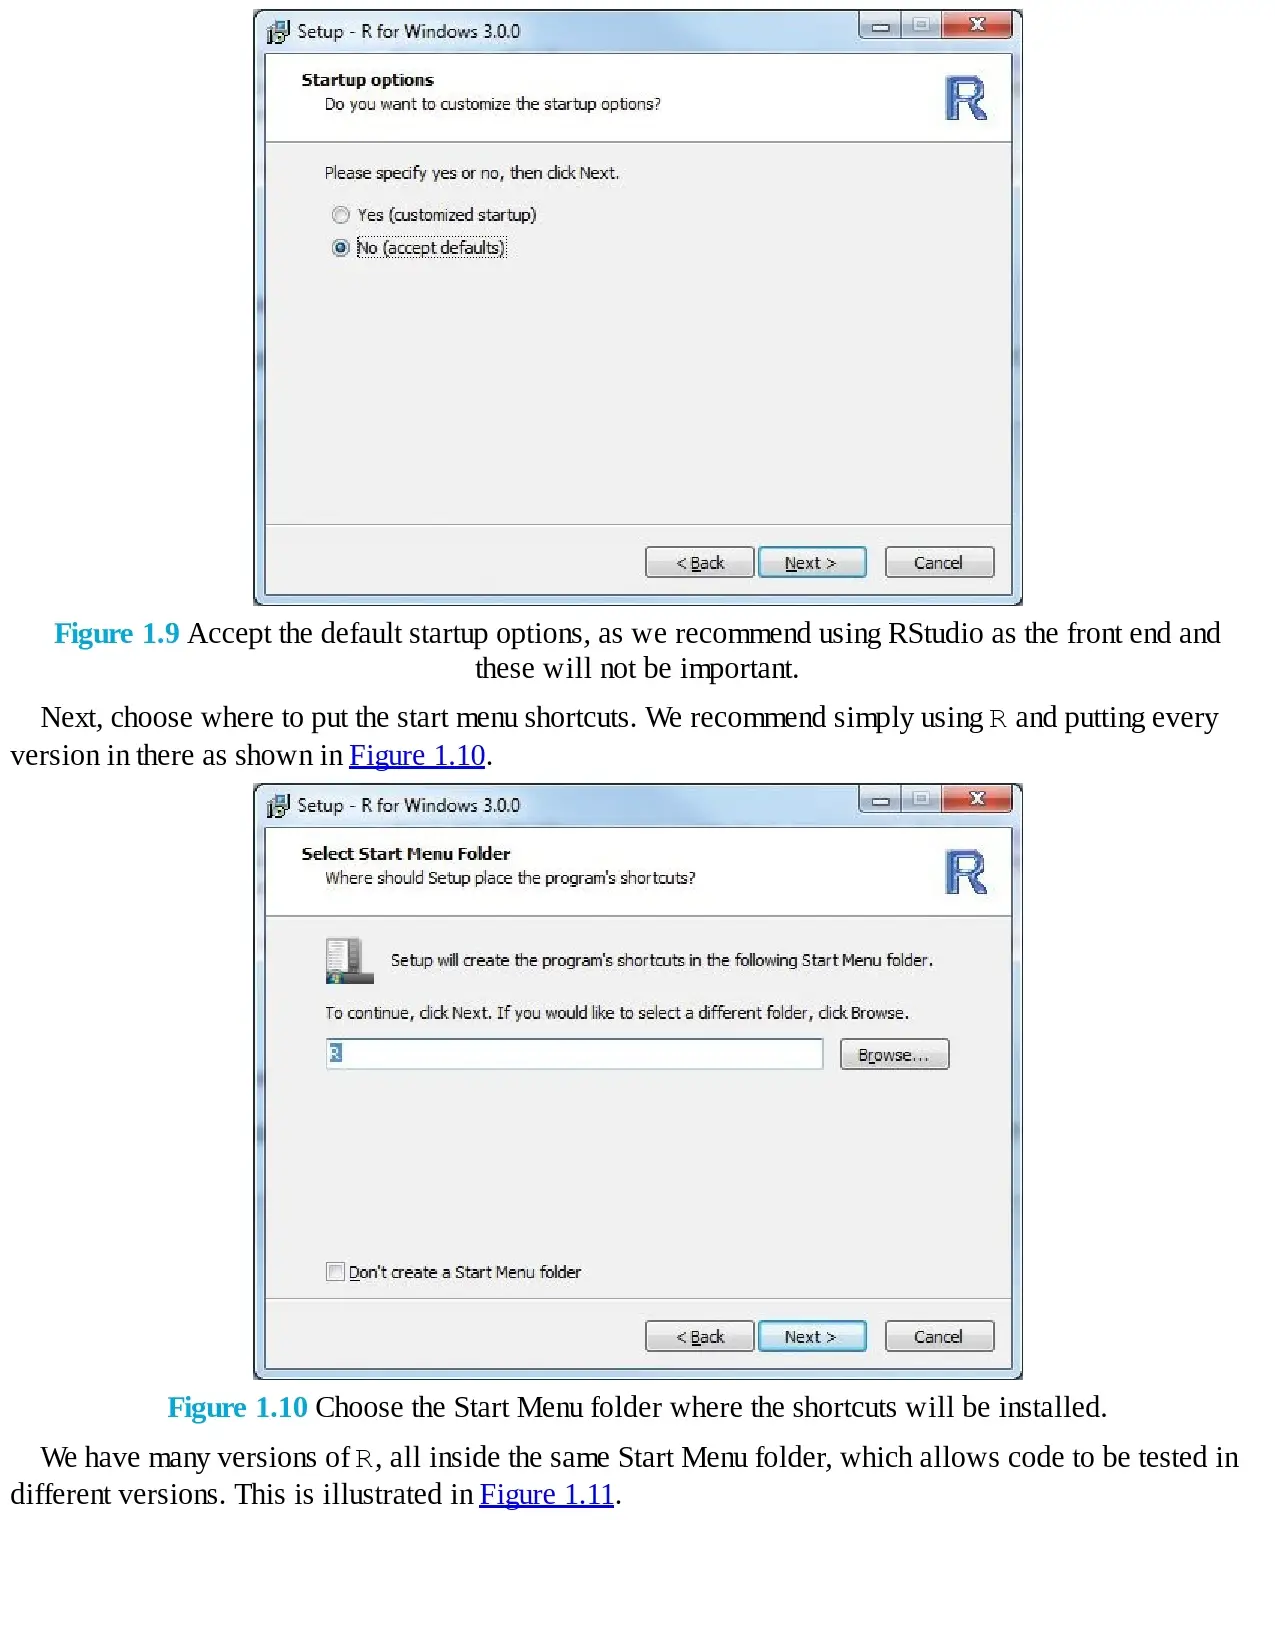 Setup - R for Windows 3.0.0
Startup options
Do you want to customize the startup options?
R
Please specify yes or no, then click Next.
Yes (customized startup)
No (accept defaults)
< Back Next > Cancel
Figure 1.9 Accept the default startup options, as we recommend using RStudio as the front end and
these will not be important.
Next, choose where to put the start menu shortcuts. We recommend simply using R and putting every
version in there as shown in Figure 1.10.
Setup - R for Windows 3.0.0
Select Start Menu Folder
Where should Setup place the program's shortcuts?
R
Setup will create the program's shortcuts in the following Start Menu folder.
To continue, click Next. If you would like to select a different folder, click Browse.
R Browse...
Don't create a Start Menu folder
< Back Next > Cancel
Figure 1.10 Choose the Start Menu folder where the shortcuts will be installed.
We have many versions of R, all inside the same Start Menu folder, which allows code to be tested in
different versions. This is illustrated in Figure 1.11.